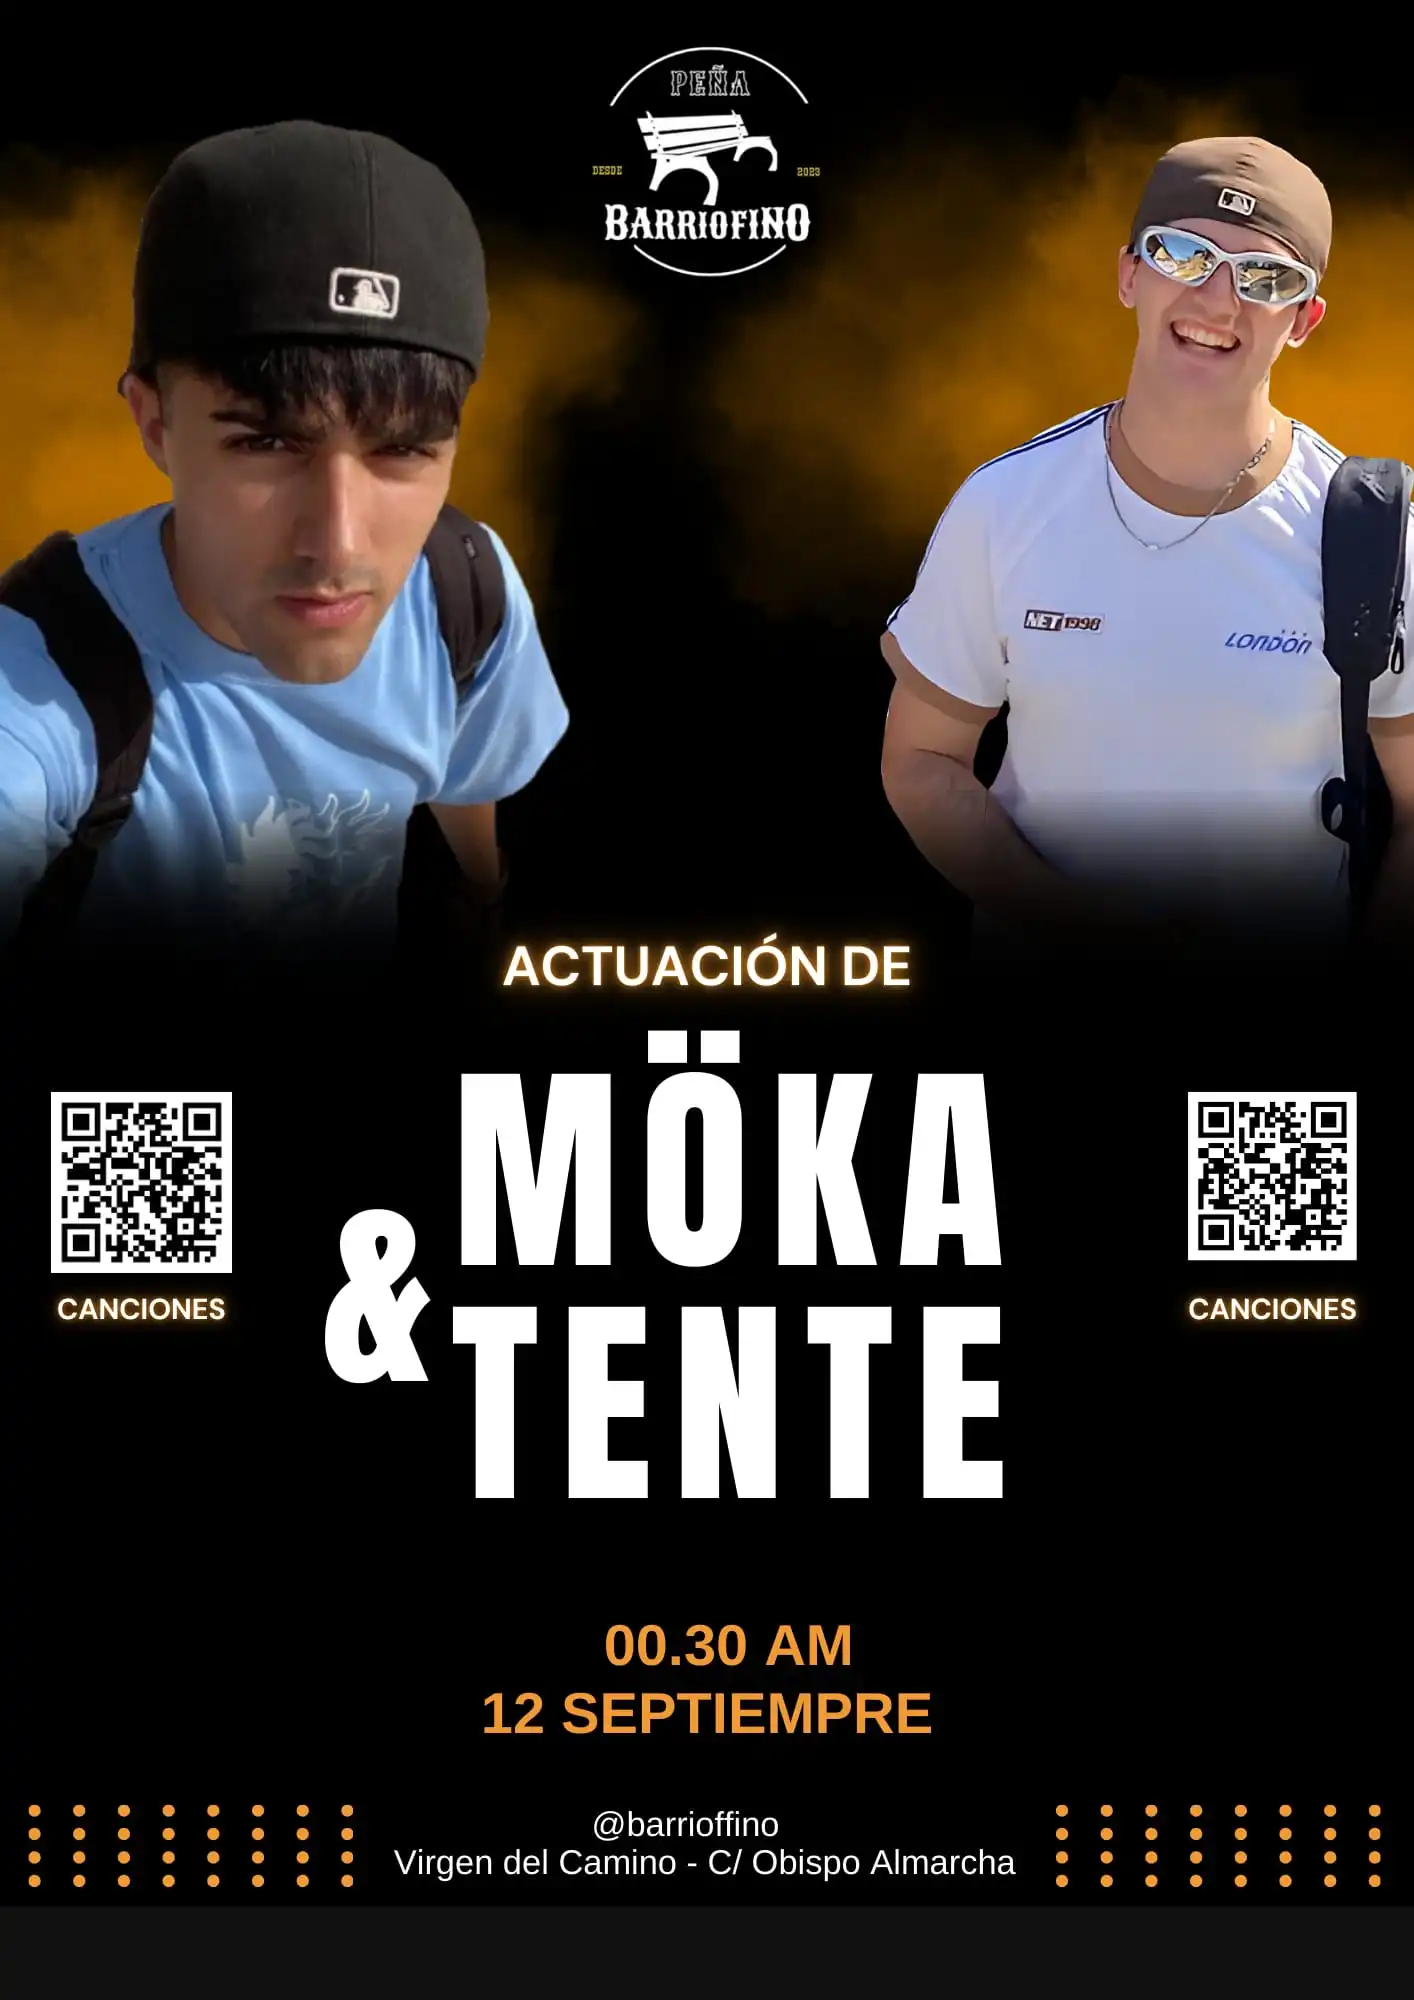 PEÑA
DESDE
2023
BARRIOFINO
NET 1998
LONDON
ACTUACIÓN DE
MÖKA
& TENTE
CANCIONES
CANCIONES
00.30 AM
12 SEPTIEMPRE
@barrioffino
Virgen del Camino - C/ Obispo Almarcha